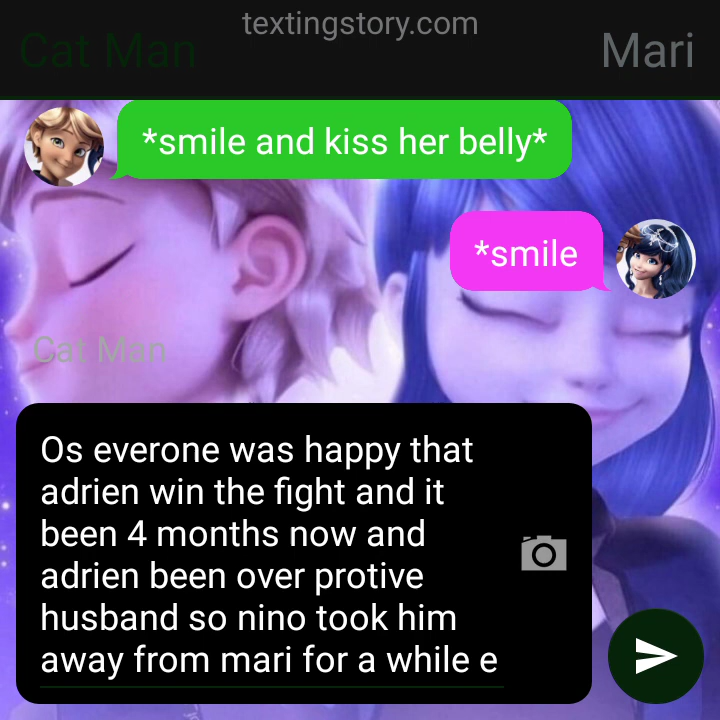 textingstory.com
Cat Man
Mari
*smile and kiss her belly*
*smile
Cat Man
Os everone was happy that
adrien win the fight and it
been 4 months now and
adrien been over protive
husband so nino took him
away from mari for a while e